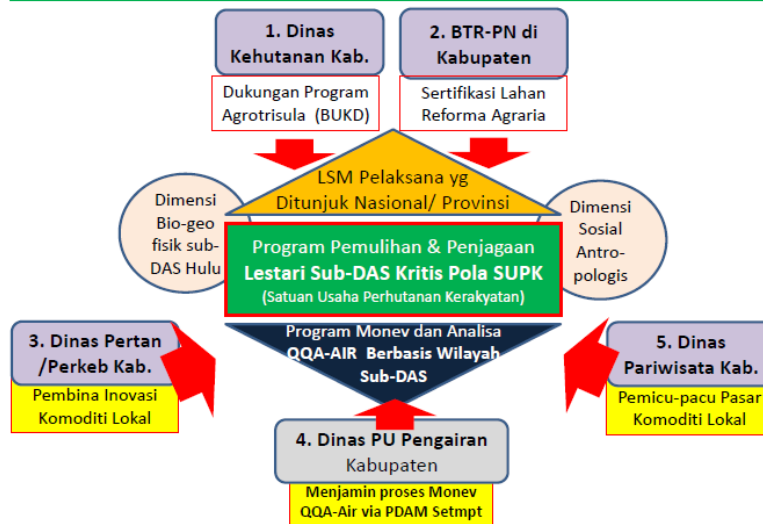 1. Dinas
Kehutanan Kab.
Dukungan Program
Agrotrisula (BUKD)
2. BTR-PN di
Kabupaten
Sertifikasi Lahan
Reforma Agraria
LSM Pelaksana yg
Ditunjuk Nasional/ Provinsi
Dimensi
Bio-geo
fisik sub-
DAS Hulu
Dimensi
Sosial
Antro-
pologis
Program Pemulihan & Penjagaan
Lestari Sub-DAS Kritis Pola SUPK
(Satuan Usaha Perhutanan Kerakyatan)
Program Monev dan Analisa
QQA-AIR Berbasis Wilayah
Sub-DAS
3. Dinas Pertan
/Perkeb Kab.
Pembina Inovasi
Komoditi Lokal
5. Dinas
Pariwisata Kab.
Pemicu-pacu Pasar
Komoditi Lokal
4. Dinas PU Pengairan
Kabupaten
Menjamin proses Monev
QQA-Air via PDAM Setmpt